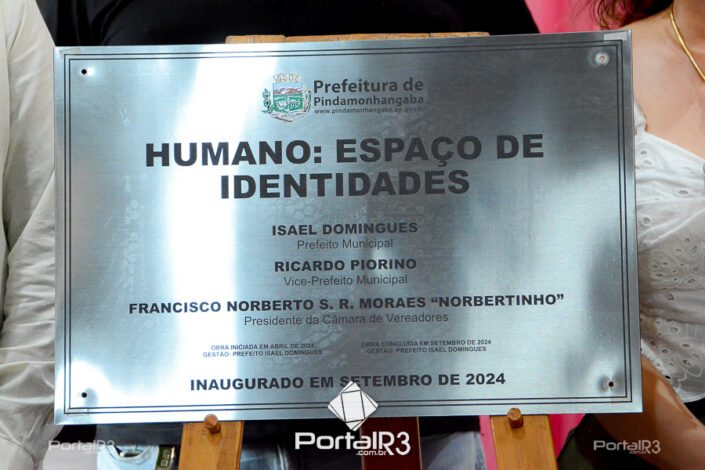 Prefeitura de
Pindamonhangaba
www.pindamonhangaba.sp.gov.br
HUMANO: ESPAÇO DE
IDENTIDADES
ISAEL DOMINGUES
Prefeito Municipal
RICARDO PIORINO
Vice-Prefeito Municipal
FRANCISCO NORBERTO S. R. MORAES “NORBERTINHO”
Presidente da Câmara de Vereadores
OBRA INICIADA EM ABRIL DE 2024
GESTÃO: PREFEITO ISAEL DOMINGUES
OBRA CONCLUÍDA EM SETEMBRO DE 2024
GESTÃO: PREFEITO ISAEL DOMINGUES
INAUGURADO EM SETEMBRO DE 2024
PortalR3
.com.br
PortalR3
PortalR3
PortalR3